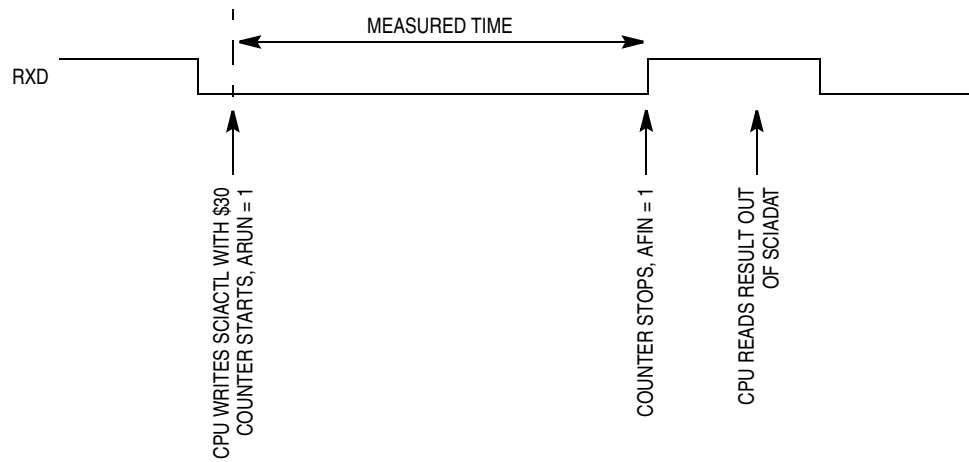 MEASURED TIME
RXD
CPU WRITES SCIACTL WITH $30
COUNTER STARTS, ARUN = 1
COUNTER STOPS, AFIN = 1
CPU READS RESULT OUT
OF SCIADAT